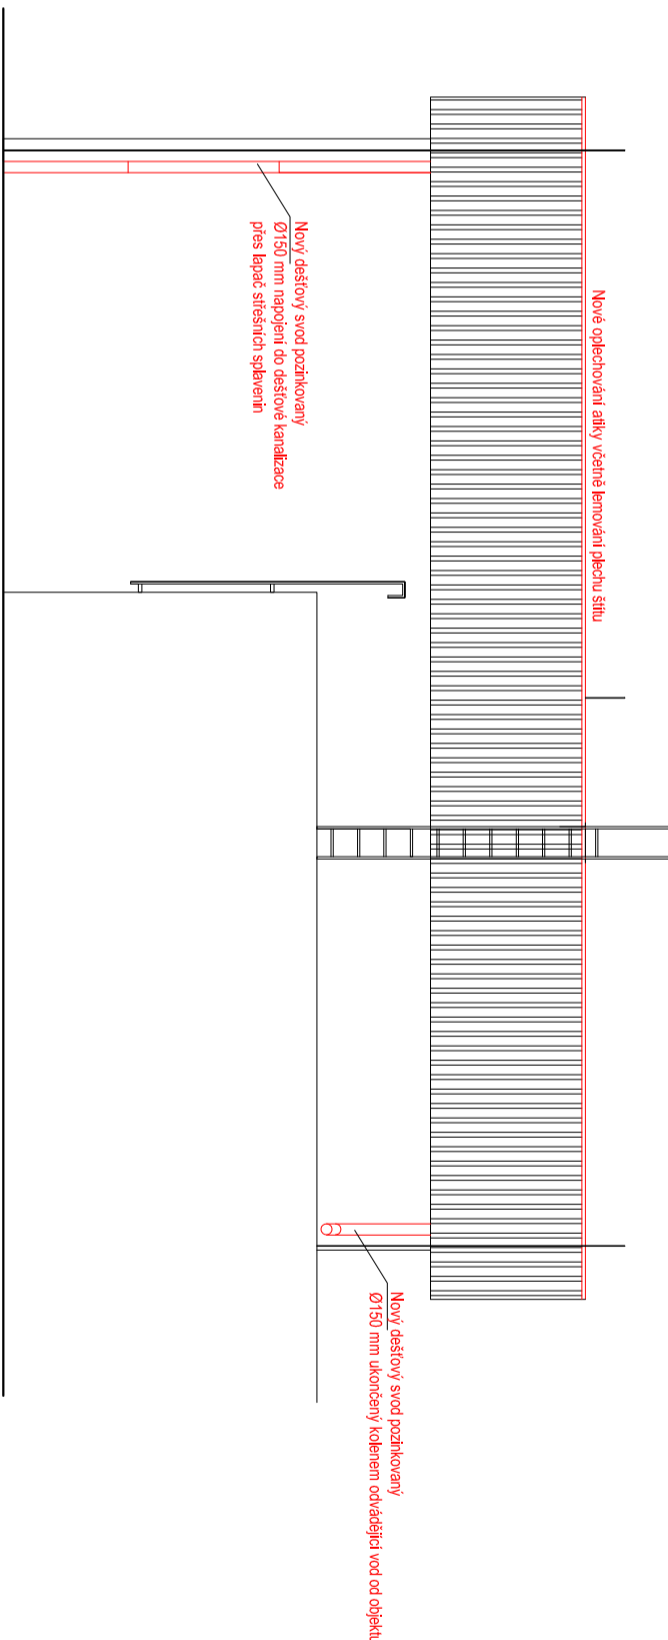 Nové oplechování atiky včetně lemování plechu štítu
Nový dešťový svod pozinkovaný
Ø150 mm napojení do dešťové kanalizace
přes lapač střešních splavenin
Nový dešťový svod pozinkovaný
Ø150 mm ukončený kolenem odvádějící vod od objektu